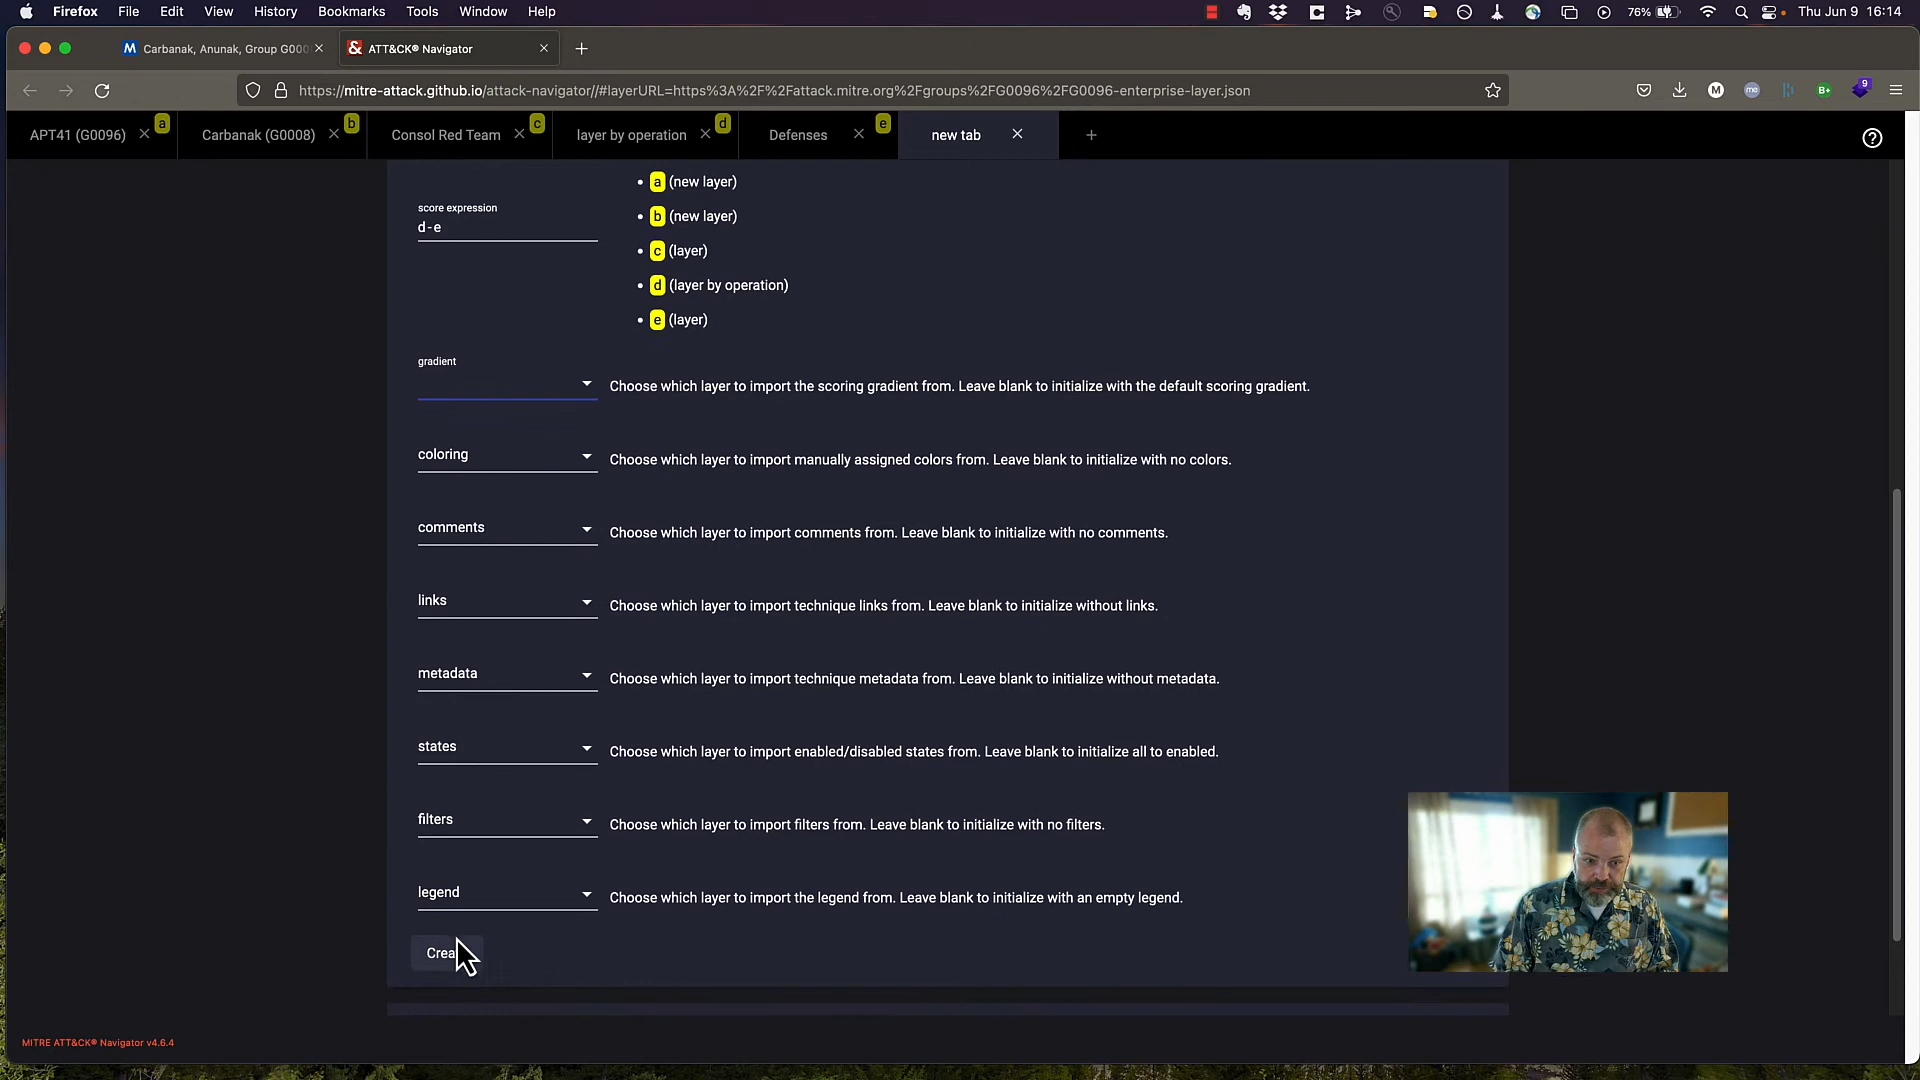 Firefox File Edit View History Bookmarks Tools Window Help 76% Thu Jun 9 16:14
Carbanak, Anunak, Group G000 ATT&CK® Navigator
https://mitre-attack.github.io/attack-navigator//#layerURL=https%3A%2F%2Fattack.mitre.org%2Fgroups%2FG0096%2FG0096-enterprise-layer.json
APT41 (G0096) a Carbanak (G0008) b Consol Red Team c layer by operation d Defenses e new tab
a (new layer)
score expression
b (new layer)
d-e
c (layer)
d (layer by operation)
e (layer)
gradient
Choose which layer to import the scoring gradient from. Leave blank to initialize with the default scoring gradient.
coloring Choose which layer to import manually assigned colors from. Leave blank to initialize with no colors.
comments Choose which layer to import comments from. Leave blank to initialize with no comments.
links Choose which layer to import technique links from. Leave blank to initialize without links.
metadata Choose which layer to import technique metadata from. Leave blank to initialize without metadata.
states Choose which layer to import enabled/disabled states from. Leave blank to initialize all to enabled.
filters Choose which layer to import filters from. Leave blank to initialize with no filters.
legend Choose which layer to import the legend from. Leave blank to initialize with an empty legend.
Crea
MITRE ATT&CK® Navigator v4.6.4